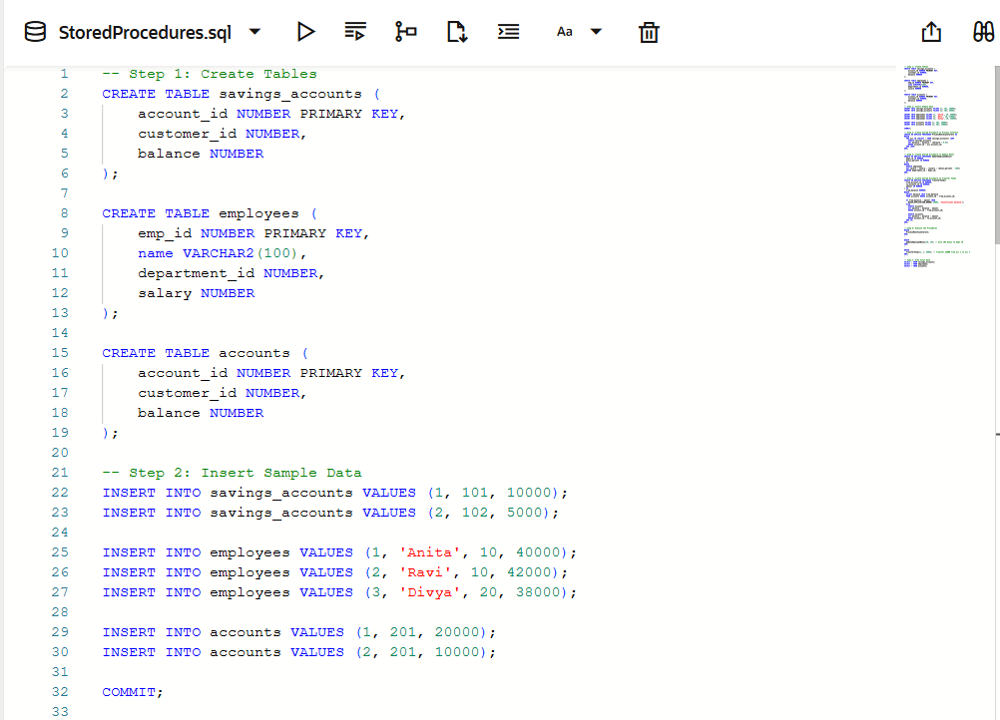 StoredProcedures.sql
Aa
1 -- Step 1: Create Tables
2 CREATE TABLE savings_accounts (
3 account_id NUMBER PRIMARY KEY,
4 customer_id NUMBER,
5 balance NUMBER
6 );
7
8 CREATE TABLE employees (
9 emp_id NUMBER PRIMARY KEY,
10 name VARCHAR2(100),
11 department_id NUMBER,
12 salary NUMBER
13 );
14
15 CREATE TABLE accounts (
16 account_id NUMBER PRIMARY KEY,
17 customer_id NUMBER,
18 balance NUMBER
19 );
20
21 -- Step 2: Insert Sample Data
22 INSERT INTO savings_accounts VALUES (1, 101, 10000);
23 INSERT INTO savings_accounts VALUES (2, 102, 5000);
24
25 INSERT INTO employees VALUES (1, 'Anita', 10, 40000);
26 INSERT INTO employees VALUES (2, 'Ravi', 10, 42000);
27 INSERT INTO employees VALUES (3, 'Divya', 20, 38000);
28
29 INSERT INTO accounts VALUES (1, 201, 20000);
30 INSERT INTO accounts VALUES (2, 201, 10000);
31
32 COMMIT;
33